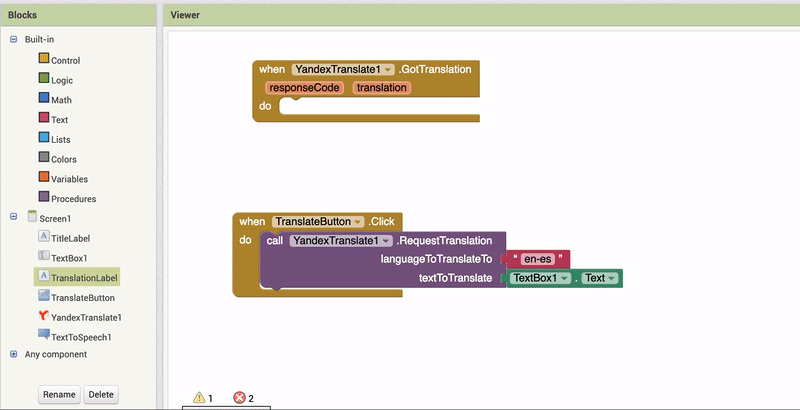 Blocks
Viewer
Built-in
Control
Logic
Math
Text
Lists
Colors
Variables
Procedures
Screen1
TitleLabel
TextBox1
TranslationLabel
TranslateButton
YandexTranslate1
TextToSpeech1
Any component
Rename Delete
when YandexTranslate1 .GotTranslation
responseCode translation
do
when TranslateButton .Click
do call YandexTranslate1 .RequestTranslation
languageToTranslateTo " en-es "
textToTranslate TextBox1 . Text
1 2